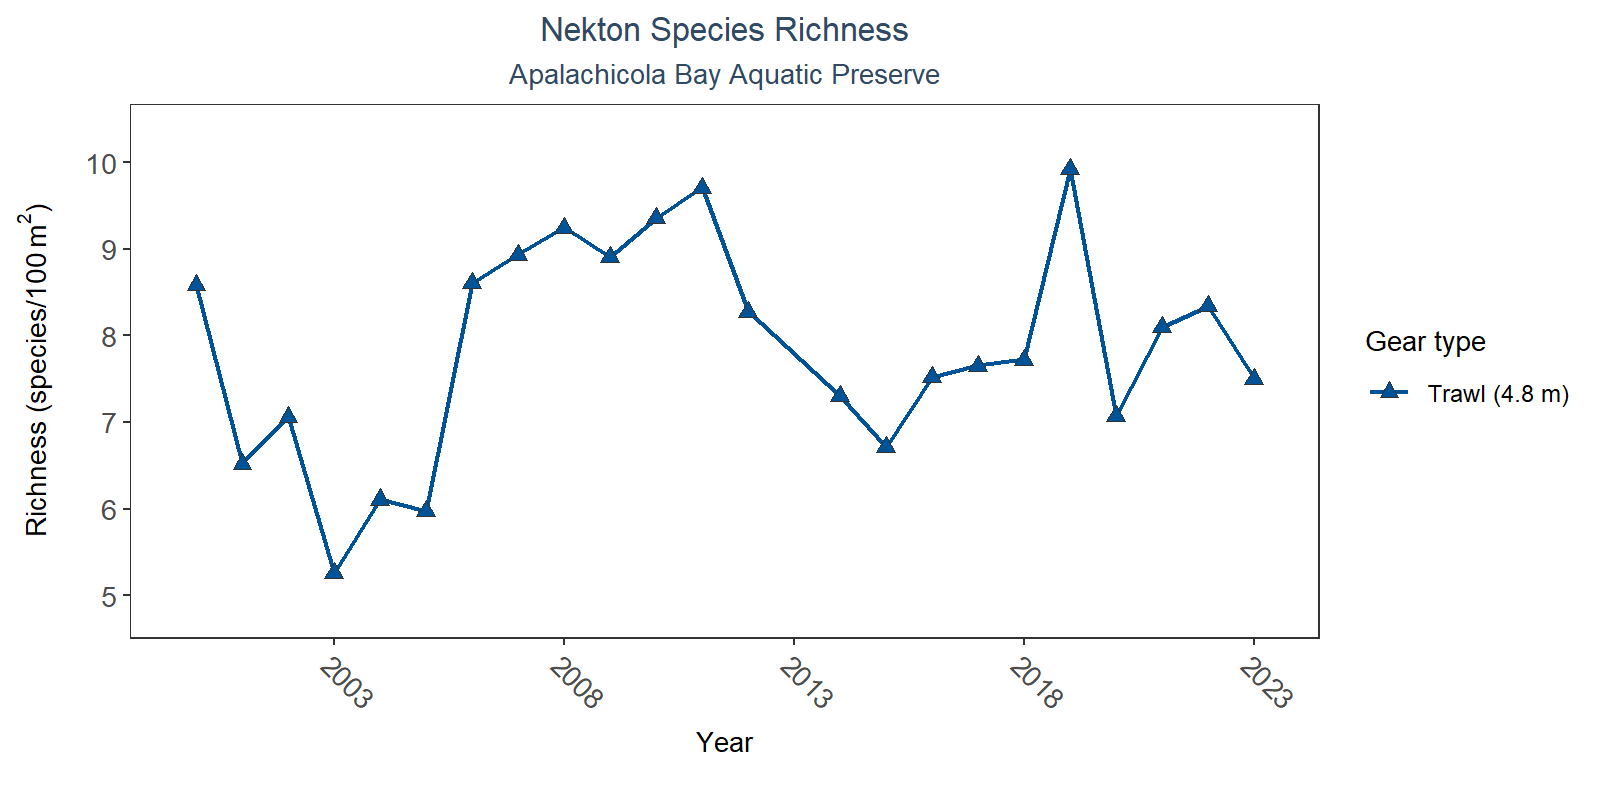 Nekton Species Richness
Apalachicola Bay Aquatic Preserve
Richness (species/100 m²)
10
9
8
7
6
5
2003
2008
2013
2018
2023
Year
Gear type
Trawl (4.8 m)